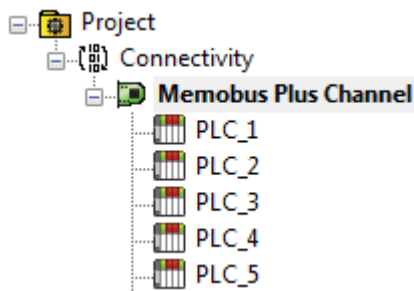 Project
Connectivity
Memobus Plus Channel
PLC_1
PLC_2
PLC_3
PLC_4
PLC_5